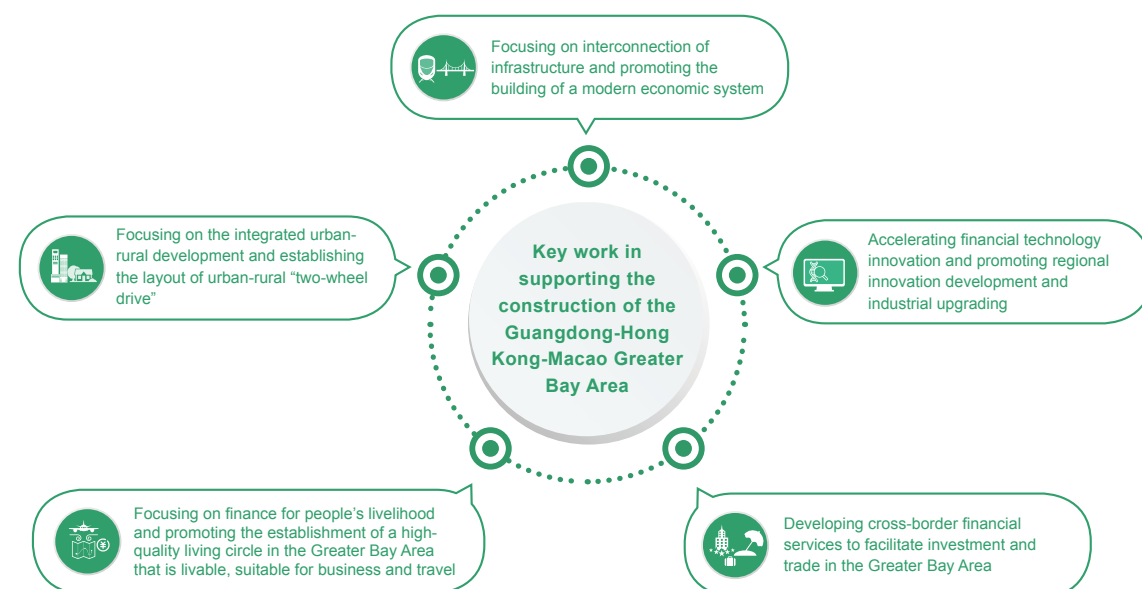 Focusing on interconnection of
infrastructure and promoting the
building of a modern economic system
Focusing on the integrated urban-
rural development and establishing
the layout of urban-rural “two-wheel
drive”
Key work in
supporting the
construction of the
Guangdong-Hong
Kong-Macao Greater
Bay Area
Accelerating financial technology
innovation and promoting regional
innovation development and
industrial upgrading
Focusing on finance for people’s livelihood
and promoting the establishment of a high-
quality living circle in the Greater Bay Area
that is livable, suitable for business and travel
¥
Developing cross-border financial
services to facilitate investment and
trade in the Greater Bay Area